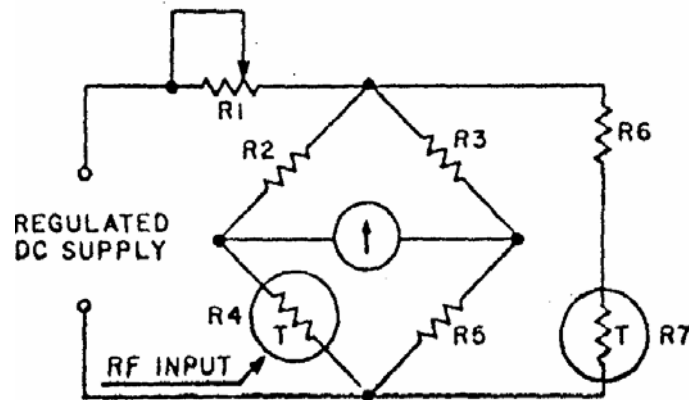 R1
R2
R3
R6
REGULATED
DC SUPPLY
R4
T
R5
T
R7
RF INPUT